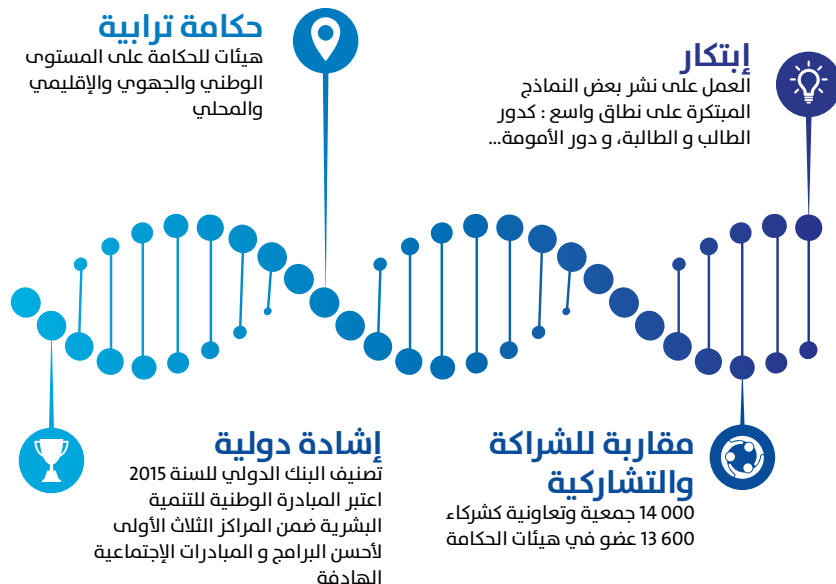 إبتكار
العمل على نشر بعض النماذج
المبتكرة على نطاق واسع : كدور
الطالب و الطالبة، و دور الأمومة...
حكامة ترابية
هيئات للحكامة على المستوى
الوطني والجهوي والإقليمي
والمحلي
مقاربة للشراكة
والتشاركية
14 000 جمعية وتعاونية كشركاء
13 600 عضو في هيئات الحكامة
إشادة دولية
تصنيف البنك الدولي للسنة 2015
اعتبر المبادرة الوطنية للتنمية
البشرية ضمن المراكز الثلاث الأولى
لأحسن البرامج و المبادرات الإجتماعية
الهادفة